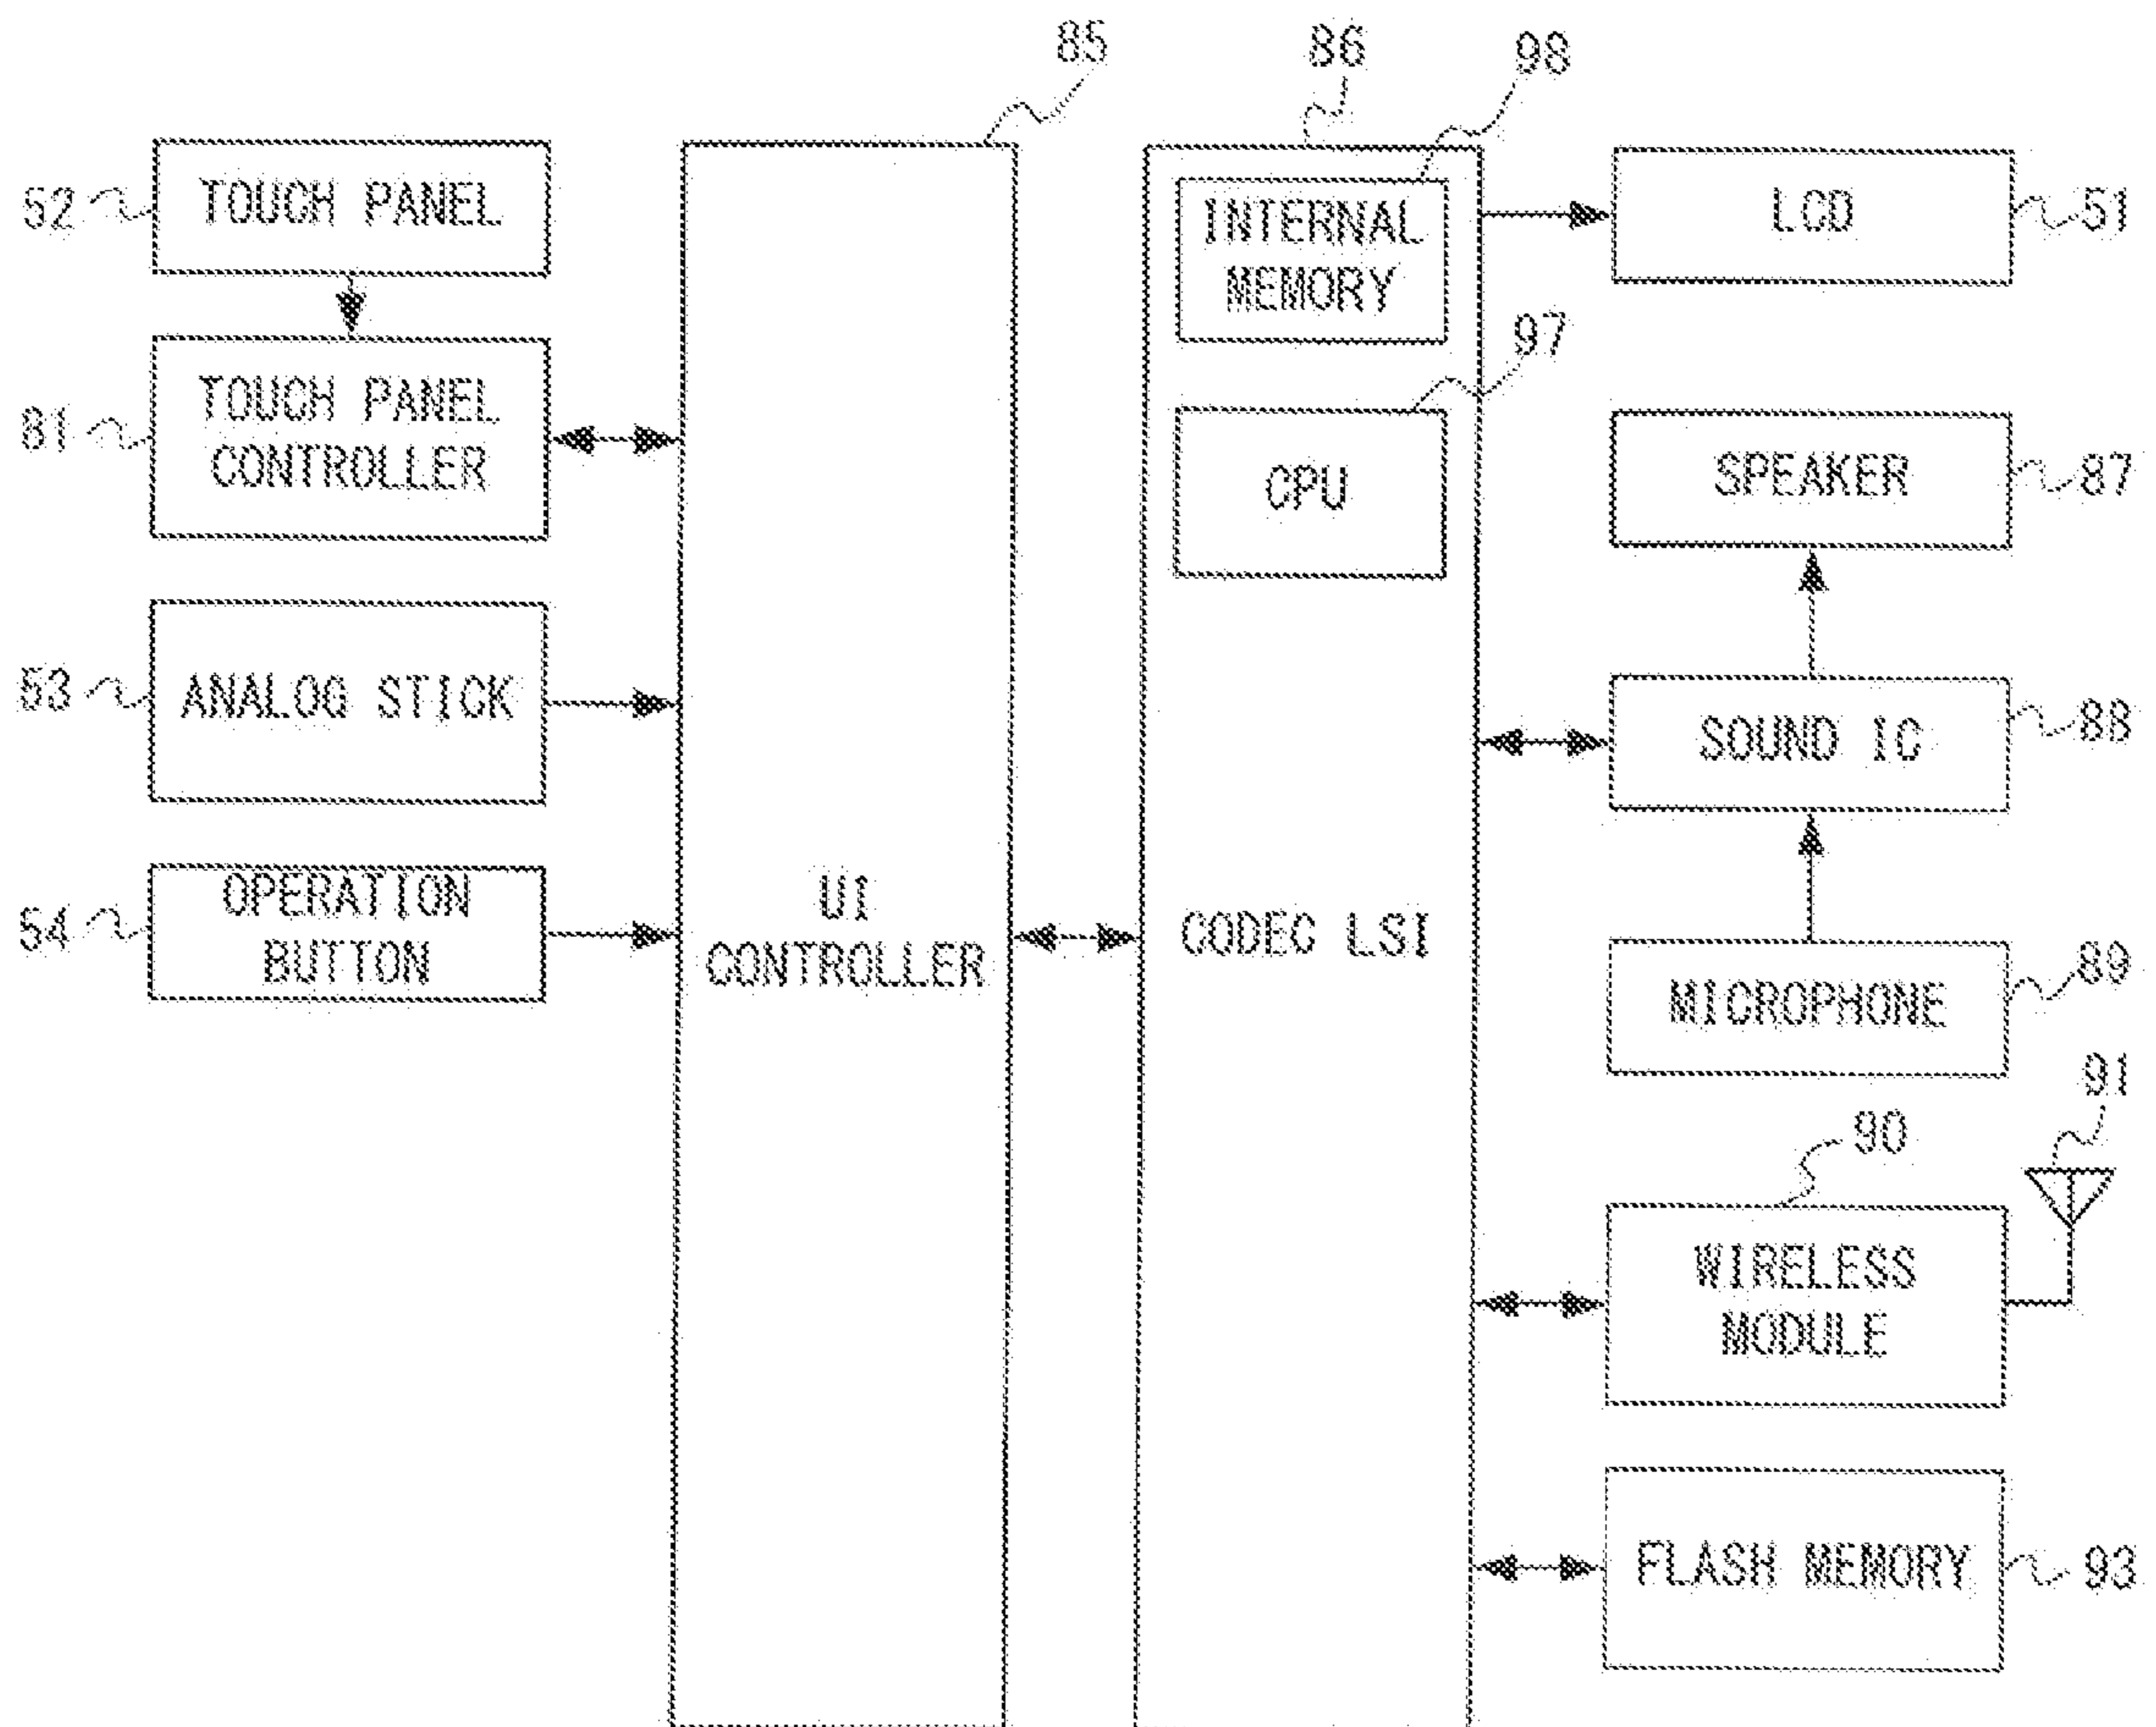 85
86
98
52
TOUCH PANEL
INTERNAL
MEMORY
LCD
51
97
81
TOUCH PANEL
CONTROLLER
CPU
SPEAKER
87
53
ANALOG STICK
SOUND IC
88
54
OPERATION
BUTTON
UI
CONTROLLER
CODEC LSI
MICROPHONE
89
91
90
WIRELESS
MODULE
FLASH MEMORY
93